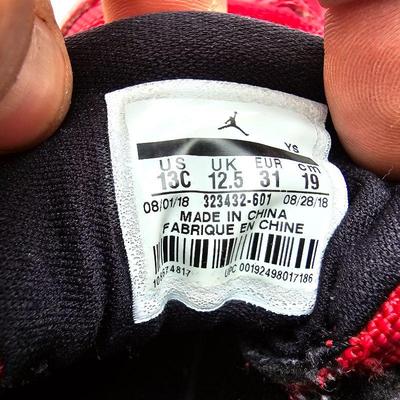 YS
US UK EUR cm
13C 12.5 31 19
08/01/18 323432-601 08/28/18
MADE IN CHINA
FABRIQUE EN CHINE
UPC 00192498017186